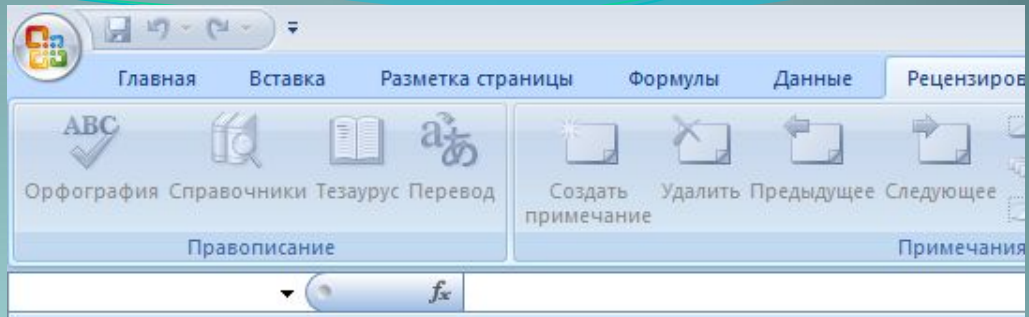 Главная Вставка Разметка страницы Формулы Данные Рецензиров
ABC
Орфография Справочники Тезаурус Перевод Создать примечание Удалить Предыдущее Следующее
Правописание Примечания
fx